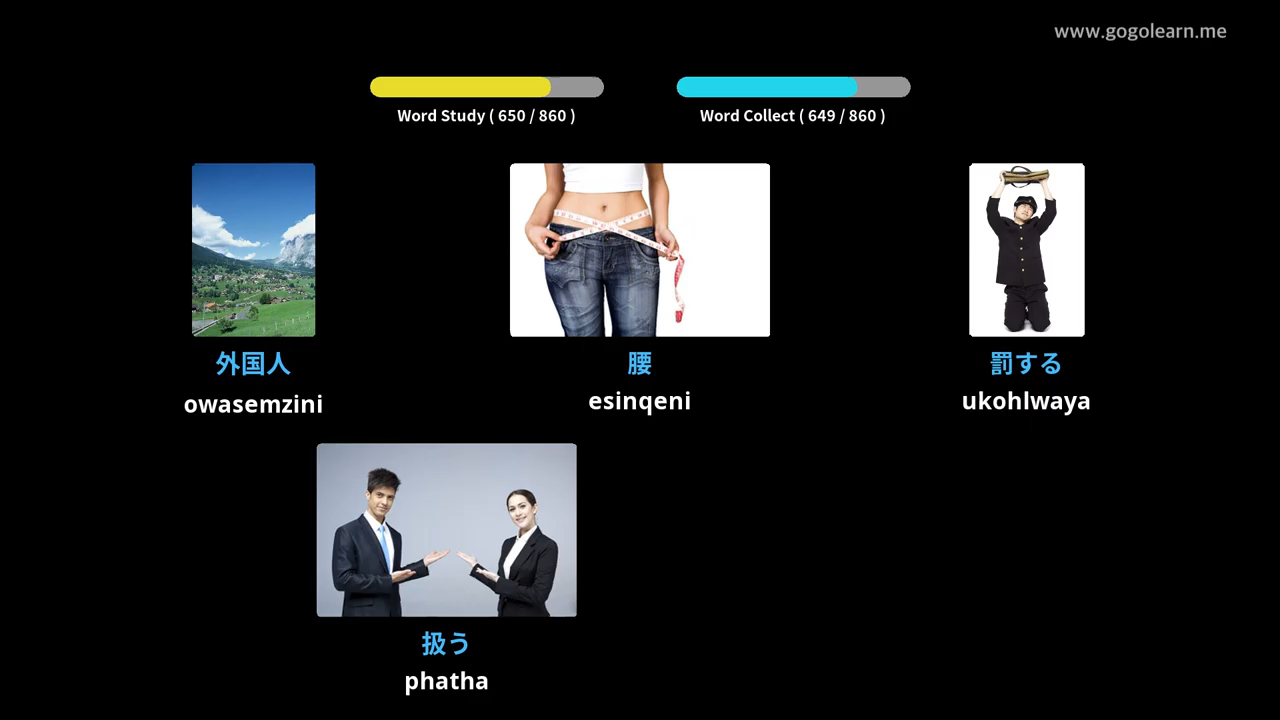 www.gogolearn.me
Word Study ( 650 / 860 )
Word Collect ( 649 / 860 )
外国人
owasemzini
腰
esinqeni
罰する
ukohlwaya
扱う
phatha